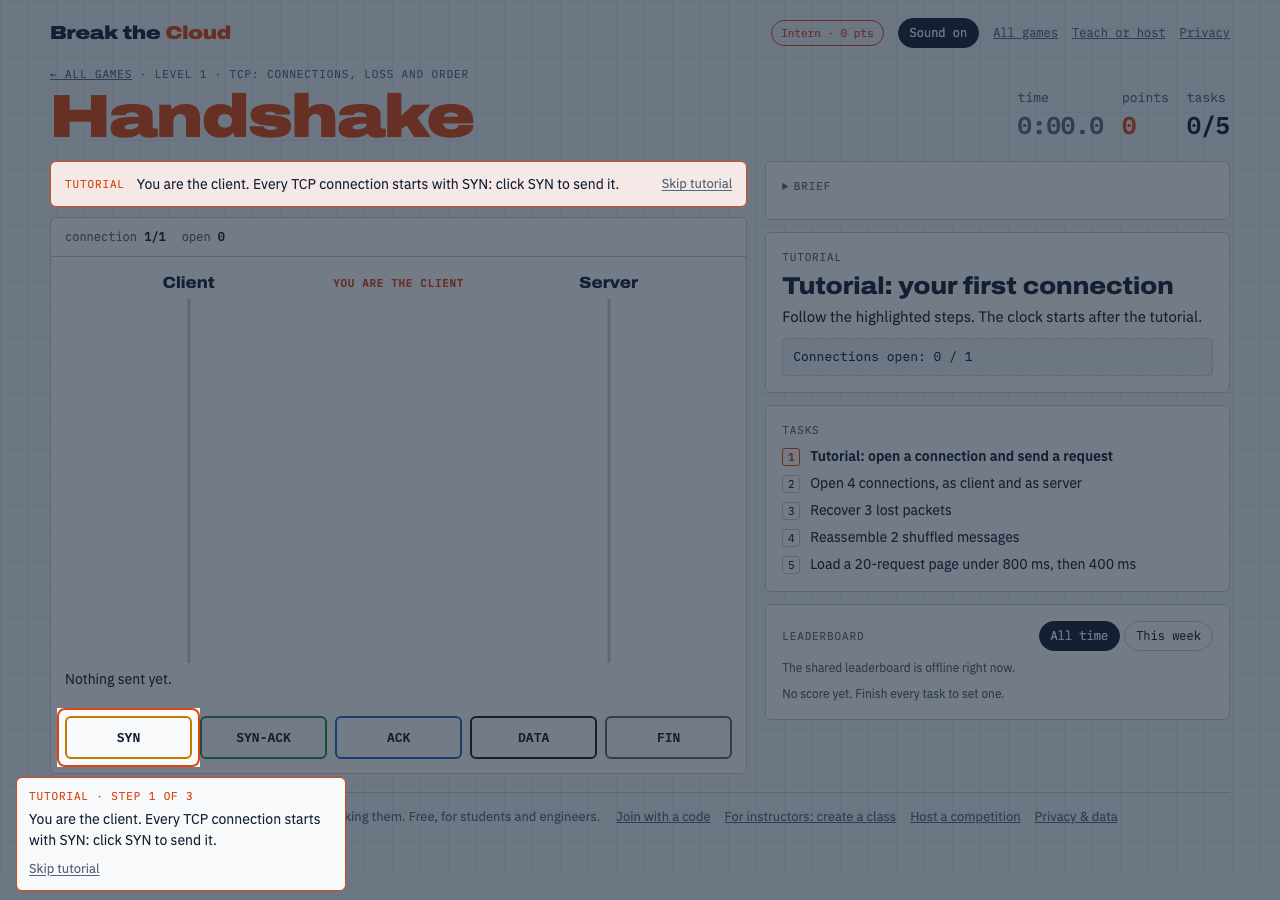 Break the Cloud
Intern · 0 pts
Sound on
All games
Teach or host
Privacy
← ALL GAMES · LEVEL 1 · TCP: CONNECTIONS, LOSS AND ORDER
Handshake
time
0:00.0
points
0
tasks
0/5
TUTORIAL You are the client. Every TCP connection starts with SYN: click SYN to send it. Skip tutorial
connection 1/1 open 0
Client
YOU ARE THE CLIENT
Server
Nothing sent yet.
SYN
SYN-ACK
ACK
DATA
FIN
▶ BRIEF
TUTORIAL
Tutorial: your first connection
Follow the highlighted steps. The clock starts after the tutorial.
Connections open: 0 / 1
TASKS
1 Tutorial: open a connection and send a request
2 Open 4 connections, as client and as server
3 Recover 3 lost packets
4 Reassemble 2 shuffled messages
5 Load a 20-request page under 800 ms, then 400 ms
LEADERBOARD
All time
This week
The shared leaderboard is offline right now.
No score yet. Finish every task to set one.
TUTORIAL · STEP 1 OF 3
You are the client. Every TCP connection starts
with SYN: click SYN to send it.
Skip tutorial
them. Free, for students and engineers. Join with a code For instructors: create a class Host a competition Privacy & data